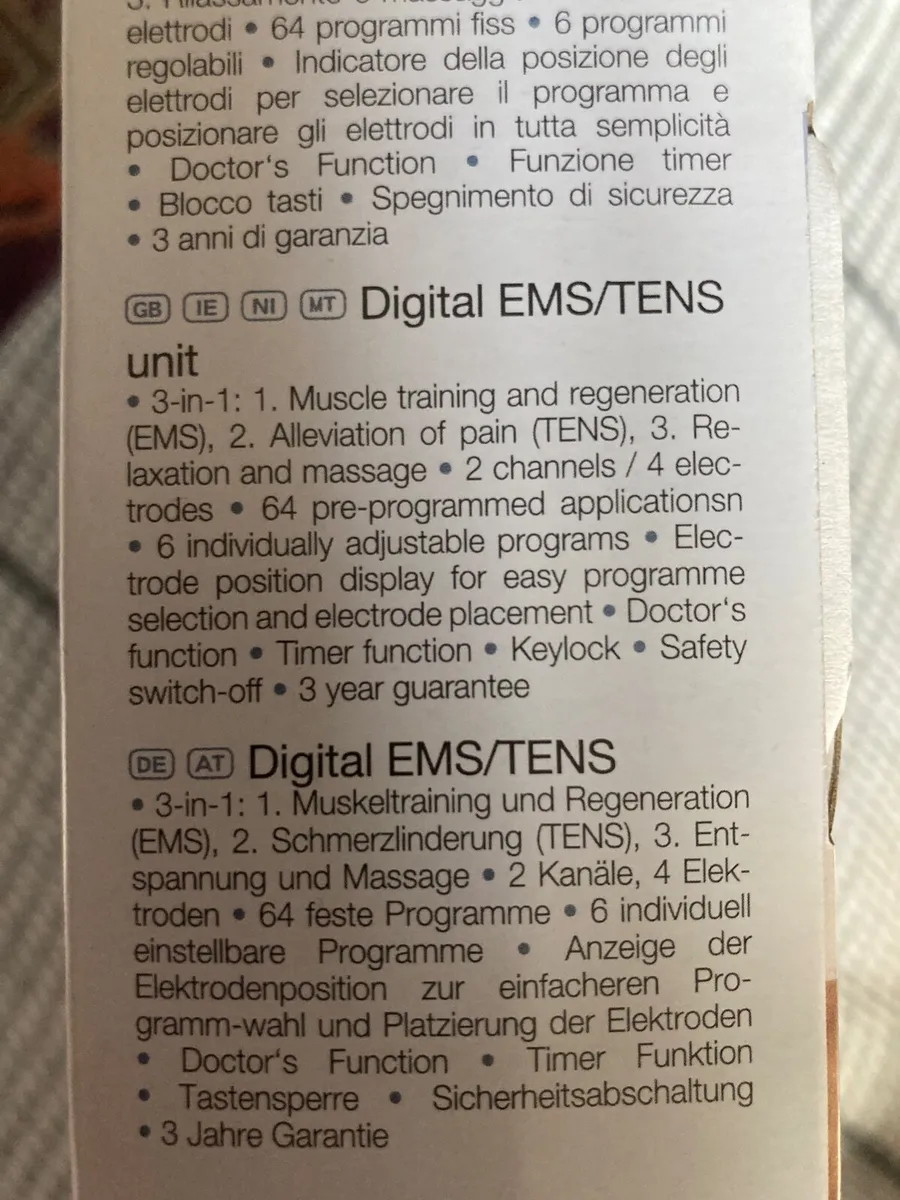 elettrodi • 64 programmi fiss • 6 programmi
regolabili • Indicatore della posizione degli
elettrodi per selezionare il programma e
posizionare gli elettrodi in tutta semplicità
• Doctor‘s Function • Funzione timer
• Blocco tasti • Spegnimento di sicurezza
• 3 anni di garanzia
GB IE NI MT Digital EMS/TENS
unit
• 3-in-1: 1. Muscle training and regeneration
(EMS), 2. Alleviation of pain (TENS), 3. Re-
laxation and massage • 2 channels / 4 elec-
trodes • 64 pre-programmed applicationsn
• 6 individually adjustable programs • Elec-
trode position display for easy programme
selection and electrode placement • Doctor‘s
function • Timer function • Keylock • Safety
switch-off • 3 year guarantee
DE AT Digital EMS/TENS
• 3-in-1: 1. Muskeltraining und Regeneration
(EMS), 2. Schmerzlinderung (TENS), 3. Ent-
spannung und Massage • 2 Kanäle, 4 Elek-
troden • 64 feste Programme • 6 individuell
einstellbare Programme • Anzeige der
Elektrodenposition zur einfacheren Pro-
gramm-wahl und Platzierung der Elektroden
• Doctor‘s Function • Timer Funktion
• Tastensperre • Sicherheitsabschaltung
• 3 Jahre Garantie